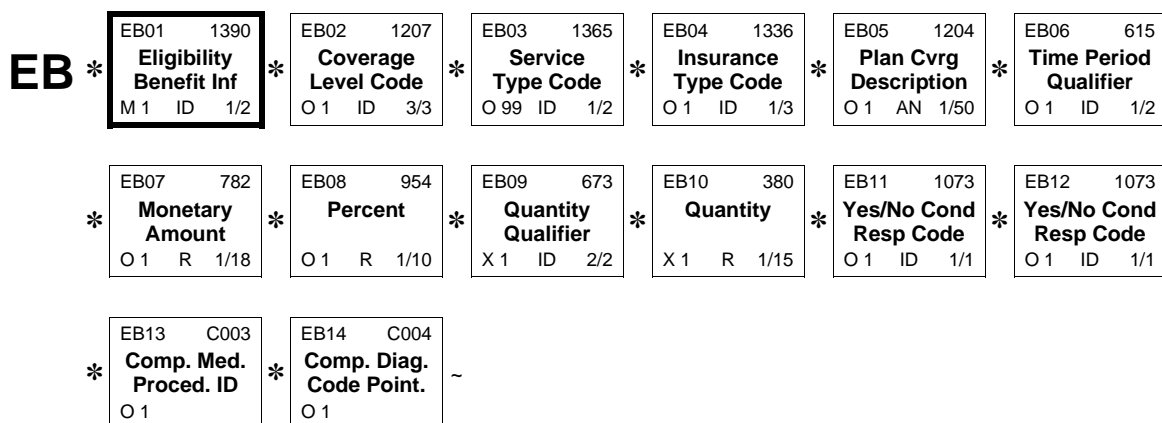 EB01 1390 EB02 1207 EB03 1365 EB04 1336 EB05 1204 EB06 615
EB * Eligibility * Coverage * Service * Insurance * Plan Cvrg * Time Period
Benefit Inf Level Code Type Code Type Code Description Qualifier
M 1 ID 1/2 O 1 ID 3/3 O 99 ID 1/2 O 1 ID 1/3 O 1 AN 1/50 O 1 ID 1/2
EB07 782 EB08 954 EB09 673 EB10 380 EB11 1073 EB12 1073
* Monetary * Percent * Quantity * Quantity * Yes/No Cond * Yes/No Cond
Amount Qualifier Resp Code Resp Code
O 1 R 1/18 O 1 R 1/10 X 1 ID 2/2 X 1 R 1/15 O 1 ID 1/1 O 1 ID 1/1
EB13 C003 EB14 C004
* Comp. Med. * Comp. Diag. ~
Proced. ID Code Point.
O 1 O 1